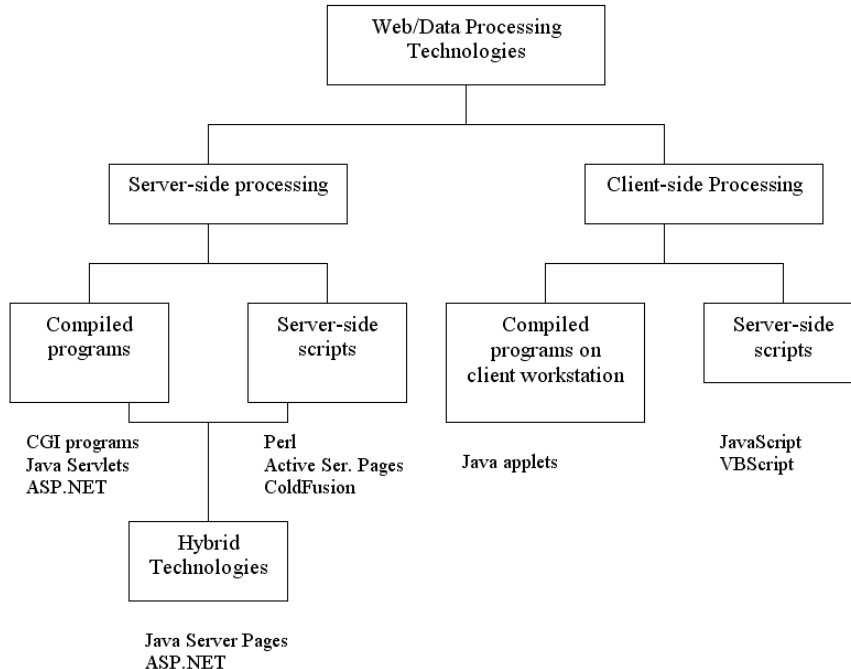 Web/Data Processing
Technologies
Server-side processing
Client-side Processing
Compiled
programs
Server-side
scripts
Compiled
programs on
client workstation
Server-side
scripts
CGI programs
Java Servlets
ASP.NET
Perl
Active Ser. Pages
ColdFusion
Java applets
JavaScript
VBScript
Hybrid
Technologies
Java Server Pages
ASP.NET